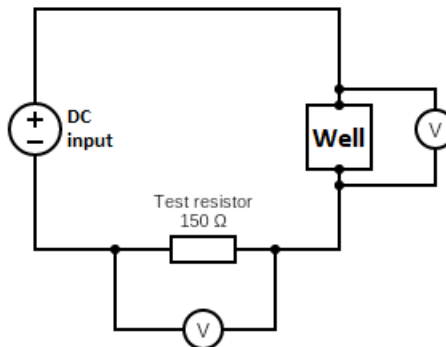 DC
input
Well
V
Test resistor
150 Ω
V